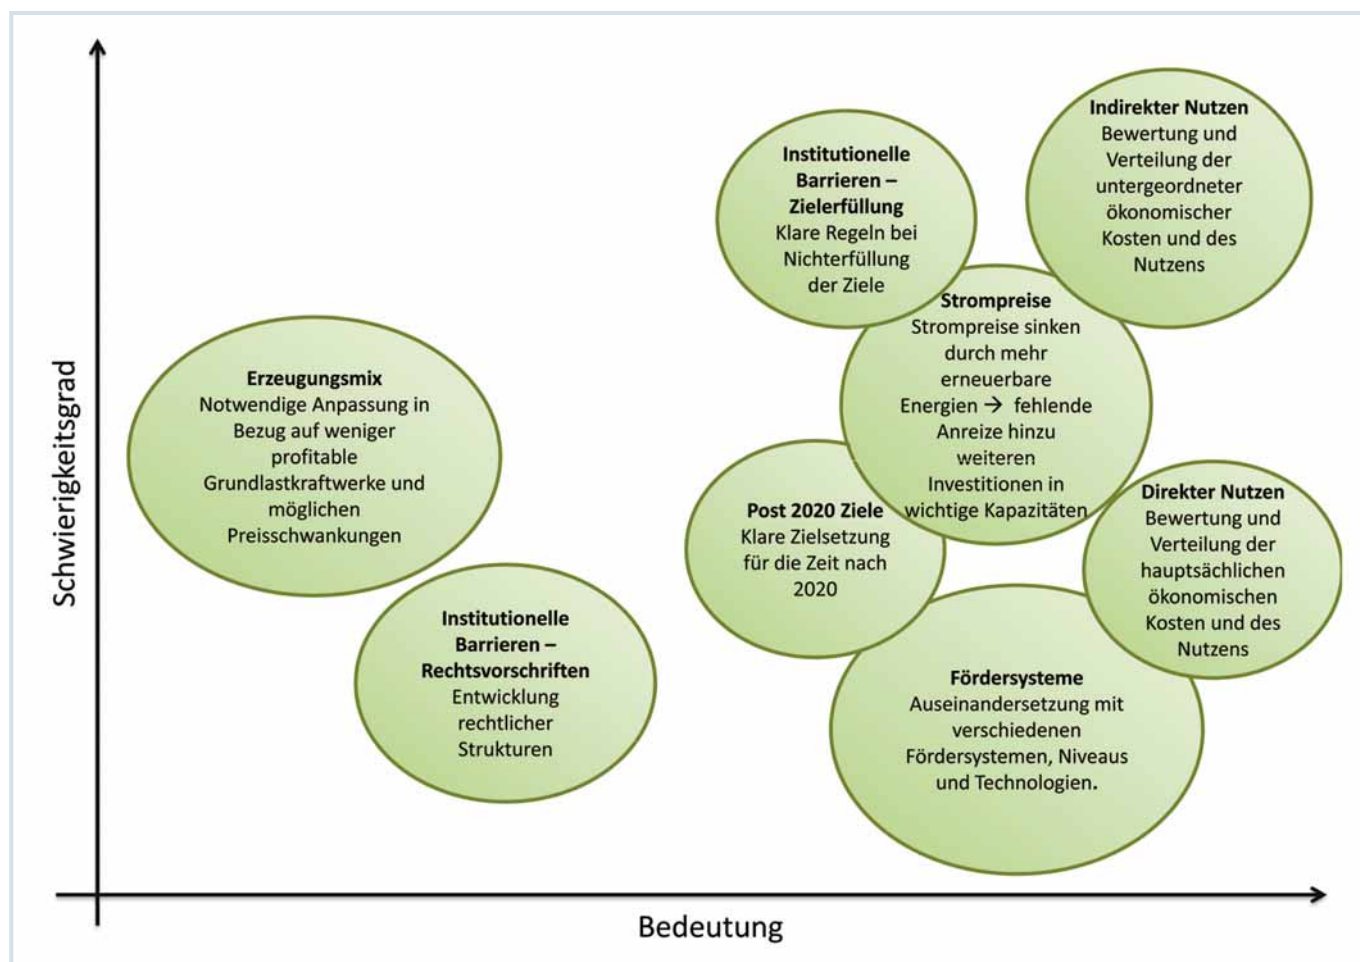 Schwierigkeitsgrad
Indirekter Nutzen
Bewertung und
Verteilung der
untergeordneter
ökonomischer
Kosten und des
Nutzens
Institutionelle
Barrieren –
Zielerfüllung
Klare Regeln bei
Nichterfüllung
der Ziele
Strompreise
Strompreise sinken
durch mehr
erneuerbare
Energien → fehlende
Anreize hinzu
weiteren
Investitionen in
wichtige Kapazitäten
Erzeugungsmix
Notwendige Anpassung in
Bezug auf weniger
profitable
Grundlastkraftwerke und
möglichen
Preisschwankungen
Post 2020 Ziele
Klare Zielsetzung
für die Zeit nach
2020
Direkter Nutzen
Bewertung und
Verteilung der
hauptsächlichen
ökonomischen
Kosten und des
Nutzens
Institutionelle
Barrieren –
Rechtsvorschriften
Entwicklung
rechtlicher
Strukturen
Fördersysteme
Auseinandersetzung mit
verschiedenen
Fördersystemen, Niveaus
und Technologien.
Bedeutung